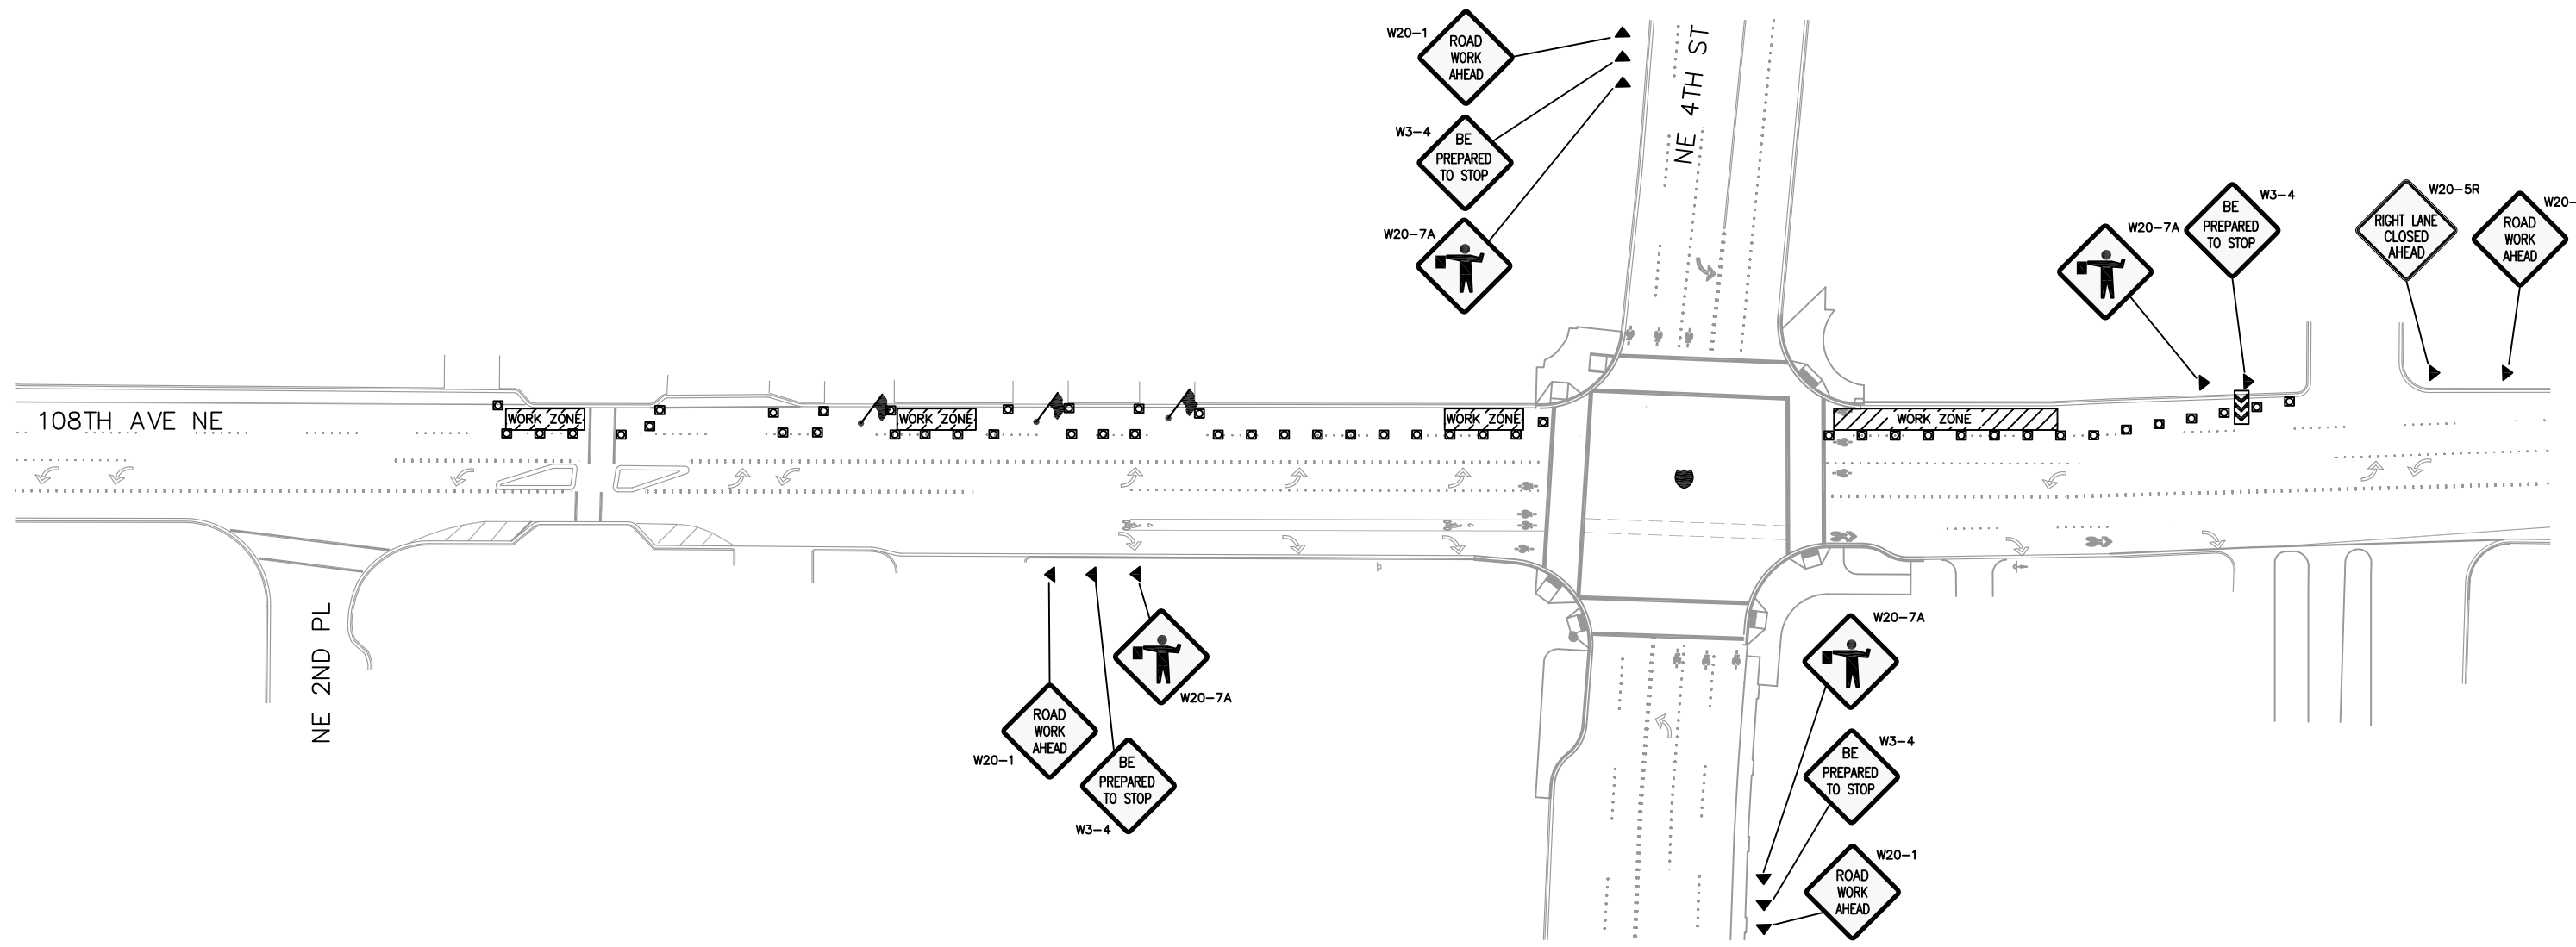 W20-1
ROAD
WORK
AHEAD
NE 4TH ST
W3-4
BE
PREPARED
TO STOP
W20-7A
W20-7A
BE
PREPARED
TO STOP
W3-4
RIGHT LANE
CLOSED
AHEAD
W20-5R
ROAD
WORK
AHEAD
W20-
108TH AVE NE
WORK ZONE
WORK ZONE
WORK ZONE
WORK ZONE
NE 2ND PL
W20-7A
ROAD
WORK
AHEAD
W20-1
BE
PREPARED
TO STOP
W3-4
W20-7A
BE
PREPARED
TO STOP
W3-4
ROAD
WORK
AHEAD
W20-1